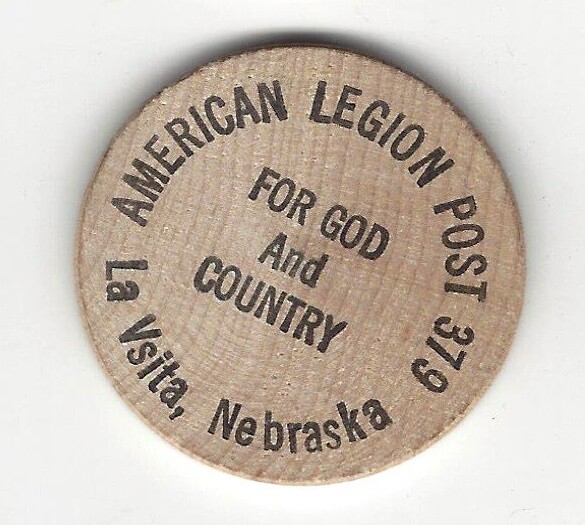 AMERICAN LEGION POST 379
FOR GOD
And
COUNTRY
La Vsita, Nebraska